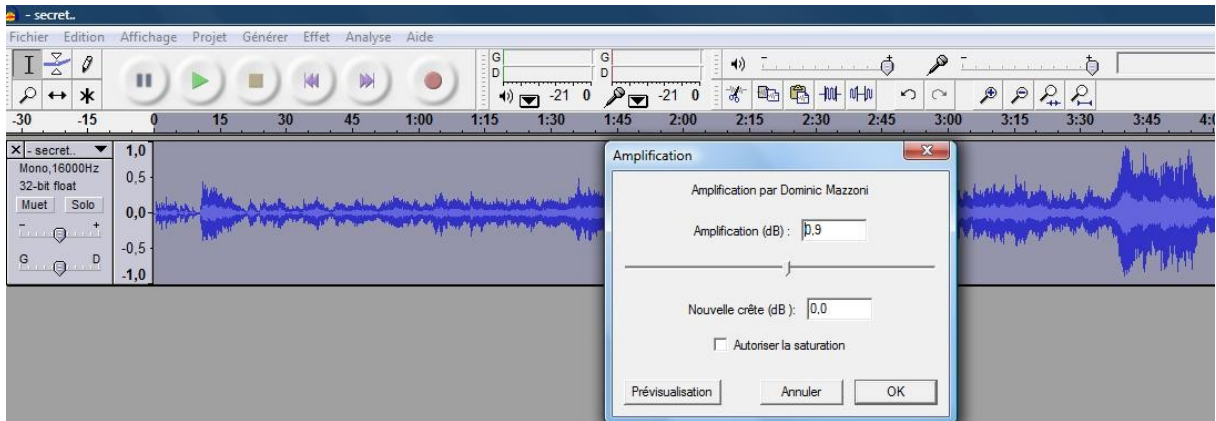 - secret..
Fichier Edition Affichage Projet Générer Effet Analyse Aide
G
D
-21 0
G
D
-21 0
-30 -15 0 15 30 45 1:00 1:15 1:30 1:45 2:00 2:15 2:30 2:45 3:00 3:15 3:30 3:45 4:0
- secret..
Mono,16000Hz
32-bit float
Muet Solo
- +
G D
1,0
0,5
0,0
-0,5
-1,0
Amplification
Amplification par Dominic Mazzoni
Amplification (dB) : 0,9
Nouvelle crête (dB ): 0,0
Autoriser la saturation
Prévisualisation Annuler OK